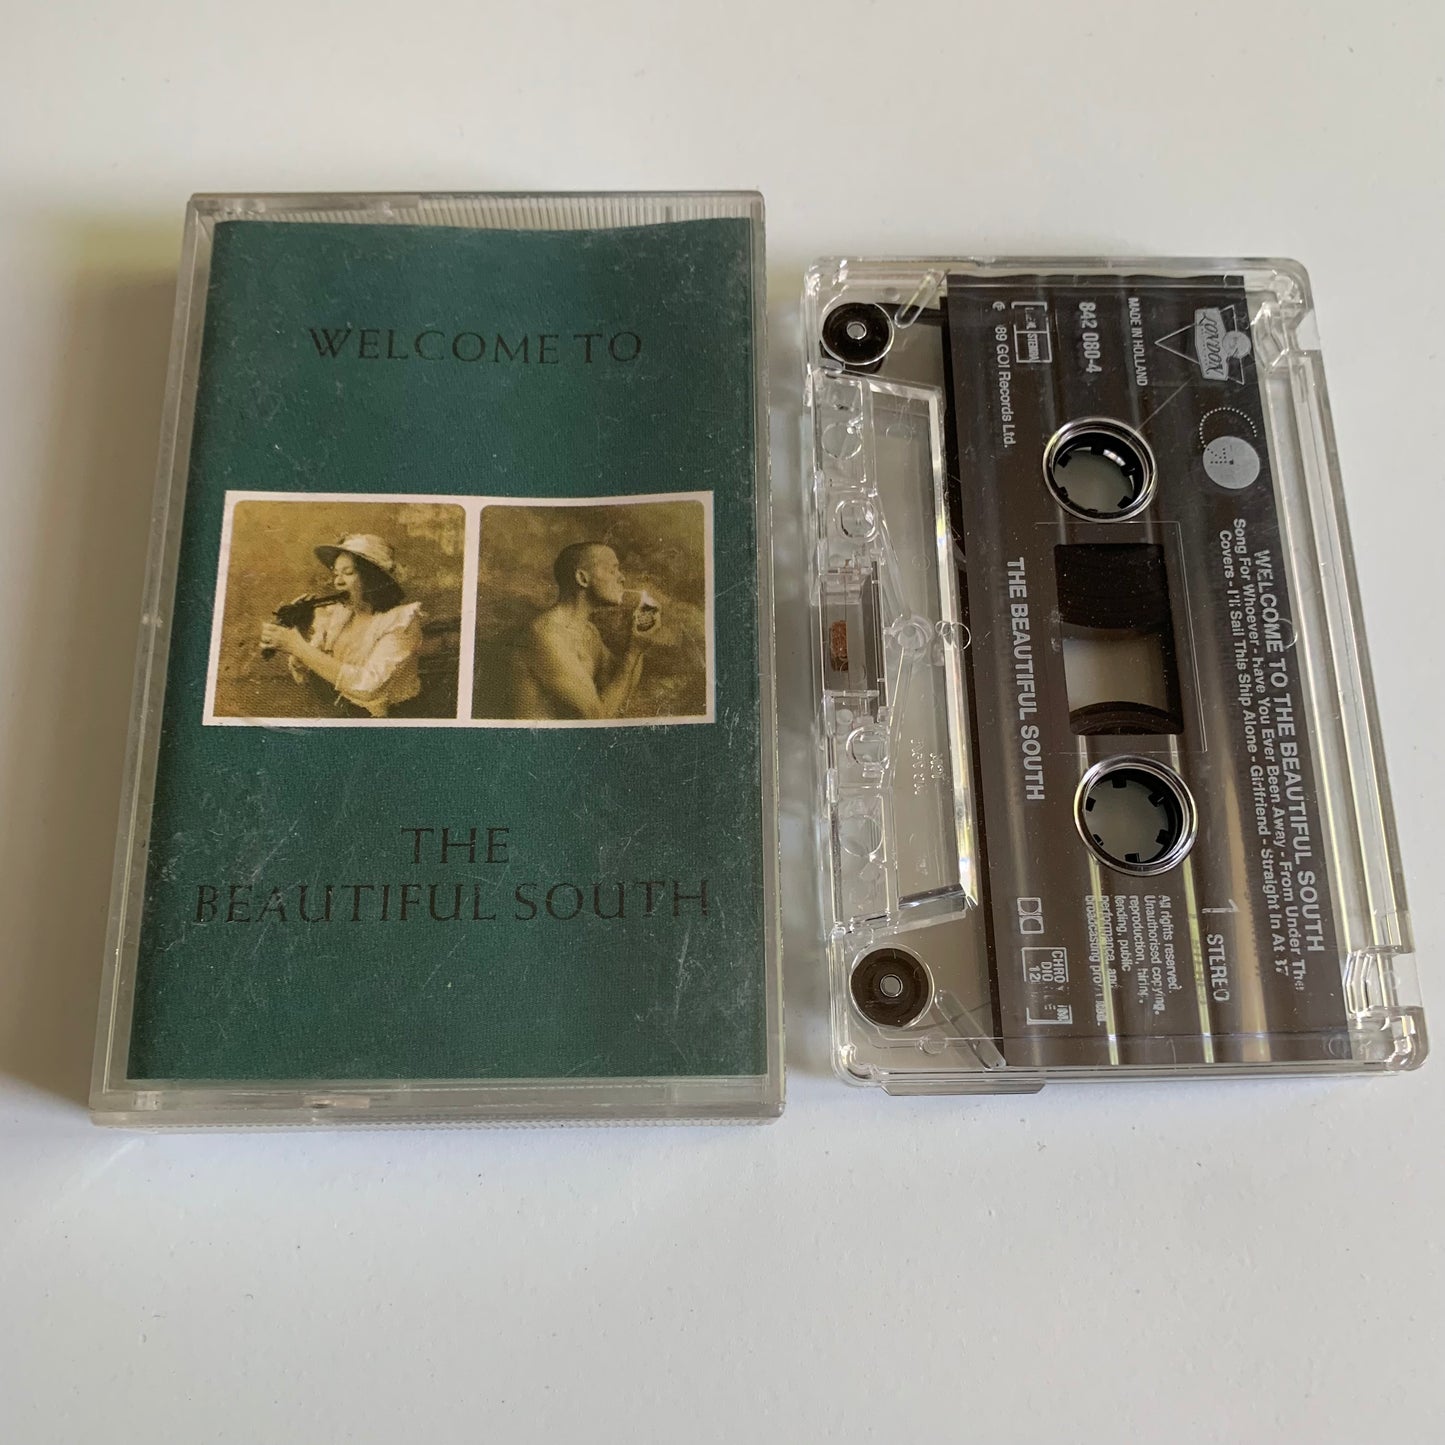 WELCOME TO
THE
BEAUTIFUL SOUTH
LONDON
MADE IN HOLLAND
842 080-4
STEMRA
℗ '89 GO! Records Ltd.
WELCOME TO THE BEAUTIFUL SOUTH
Song For Whoever - Have You Ever Been Away - From Under The
Covers - I'll Sail This Ship Alone - Girlfriend - Straight In At 37
THE BEAUTIFUL SOUTH
1
STEREO
All rights reserved.
Unauthorised copying,
reproduction, hiring,
lending, public
performance and
broadcasting prohibited.